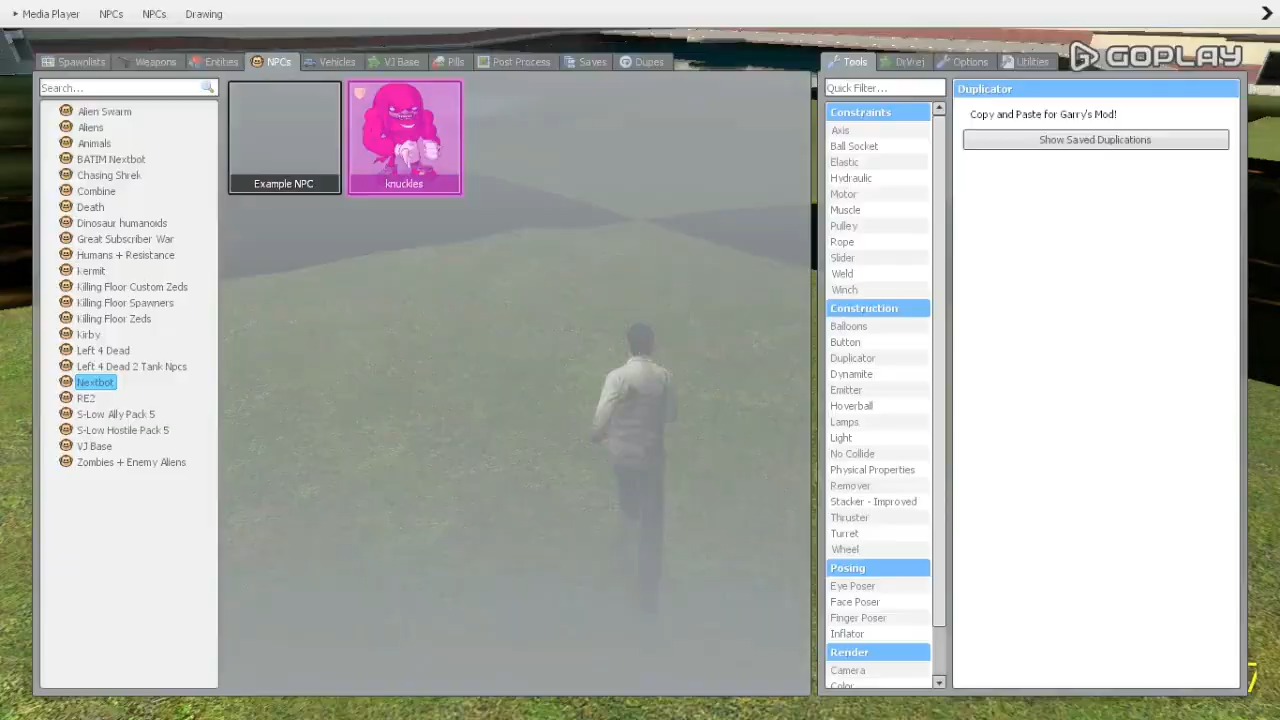 Media Player NPCs NPCs Drawing
Spawnlists Weapons Entities NPCs Vehicles VJ Base Pills Post Process Saves Dupes
Tools DrVrej Options Utilities
GOPLAY
Search...
Alien Swarm
Aliens
Animals
BATIM Nextbot
Chasing Shrek
Combine
Death
Dinosaur humanoids
Great Subscriber War
Humans + Resistance
Kermit
Killing Floor Custom Zeds
Killing Floor Spawners
Killing Floor Zeds
Kirby
Left 4 Dead
Left 4 Dead 2 Tank Npcs
Nextbot
RE2
S-Low Ally Pack 5
S-Low Hostile Pack 5
VJ Base
Zombies + Enemy Aliens
Example NPC
knuckles
Quick Filter...
Constraints
Axis
Ball Socket
Elastic
Hydraulic
Motor
Muscle
Pulley
Rope
Slider
Weld
Winch
Construction
Balloons
Button
Duplicator
Dynamite
Emitter
Hoverball
Lamps
Light
No Collide
Physical Properties
Remover
Stacker - Improved
Thruster
Turret
Wheel
Posing
Eye Poser
Face Poser
Finger Poser
Inflator
Render
Camera
Color
Duplicator
Copy and Paste for Garry's Mod!
Show Saved Duplications